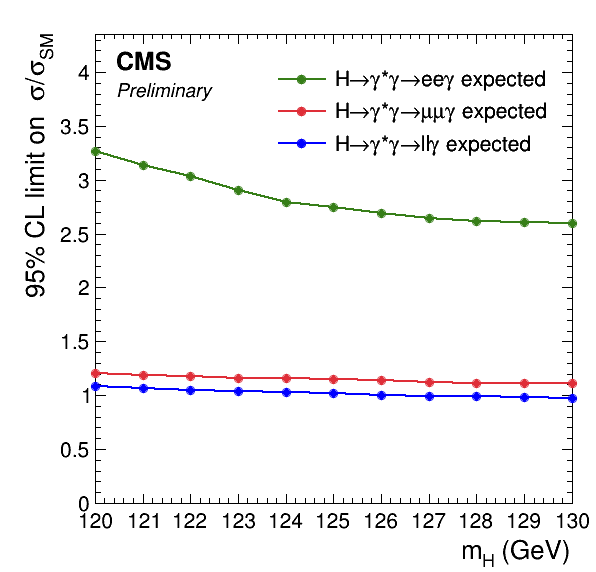 CMS
Preliminary
H→γ*γ→eeγ expected
H→γ*γ→μμγ expected
H→γ*γ→llγ expected
95% CL limit on σ/σSM
4
3.5
3
2.5
2
1.5
1
0.5
0
120 121 122 123 124 125 126 127 128 129 130
mH (GeV)